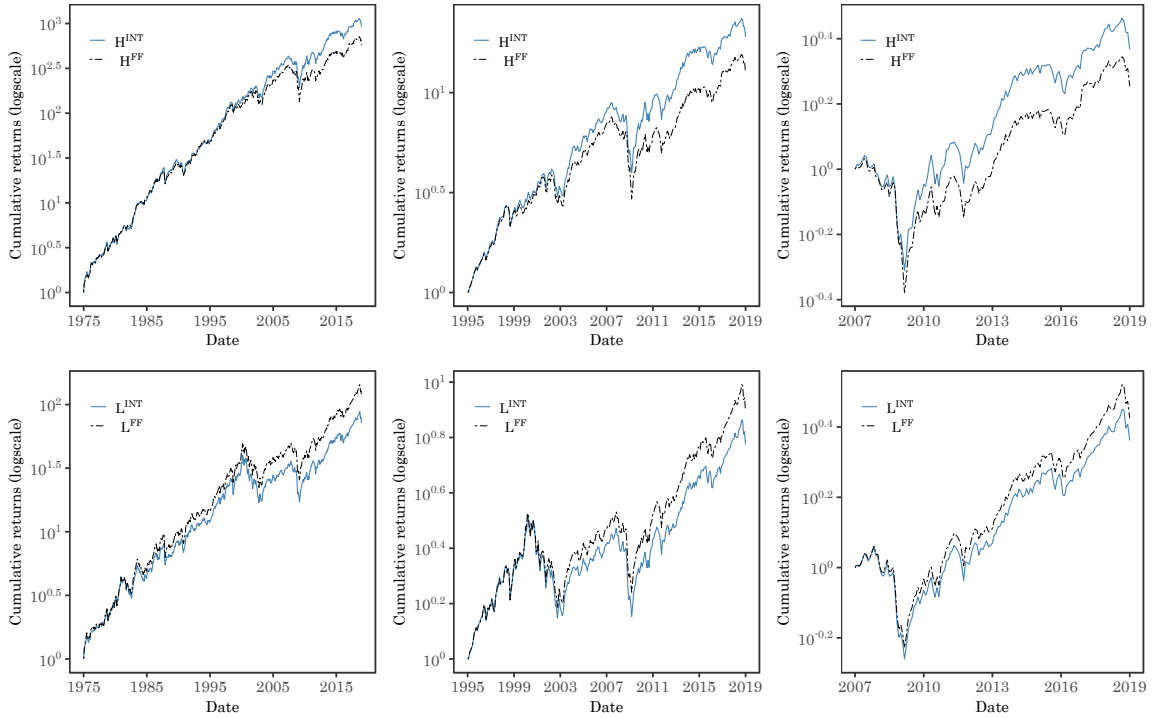 Cumulative returns (logscale)
10^3
10^2.5
10^2
10^1.5
10^1
10^0.5
10^0
H^INT
H^FF
1975 1985 1995 2005 2015
Date
Cumulative returns (logscale)
10^1
10^0.5
10^0
H^INT
H^FF
1995 1999 2003 2007 2011 2015 2019
Date
Cumulative returns (logscale)
10^0.4
10^0.2
10^0
10^-0.2
10^-0.4
H^INT
H^FF
2007 2010 2013 2016 2019
Date
Cumulative returns (logscale)
10^2
10^1.5
10^1
10^0.5
10^0
L^INT
L^FF
1975 1985 1995 2005 2015
Date
Cumulative returns (logscale)
10^1
10^0.8
10^0.6
10^0.4
10^0.2
10^0
L^INT
L^FF
1995 1999 2003 2007 2011 2015 2019
Date
Cumulative returns (logscale)
10^0.4
10^0.2
10^0
10^-0.2
L^INT
L^FF
2007 2010 2013 2016 2019
Date